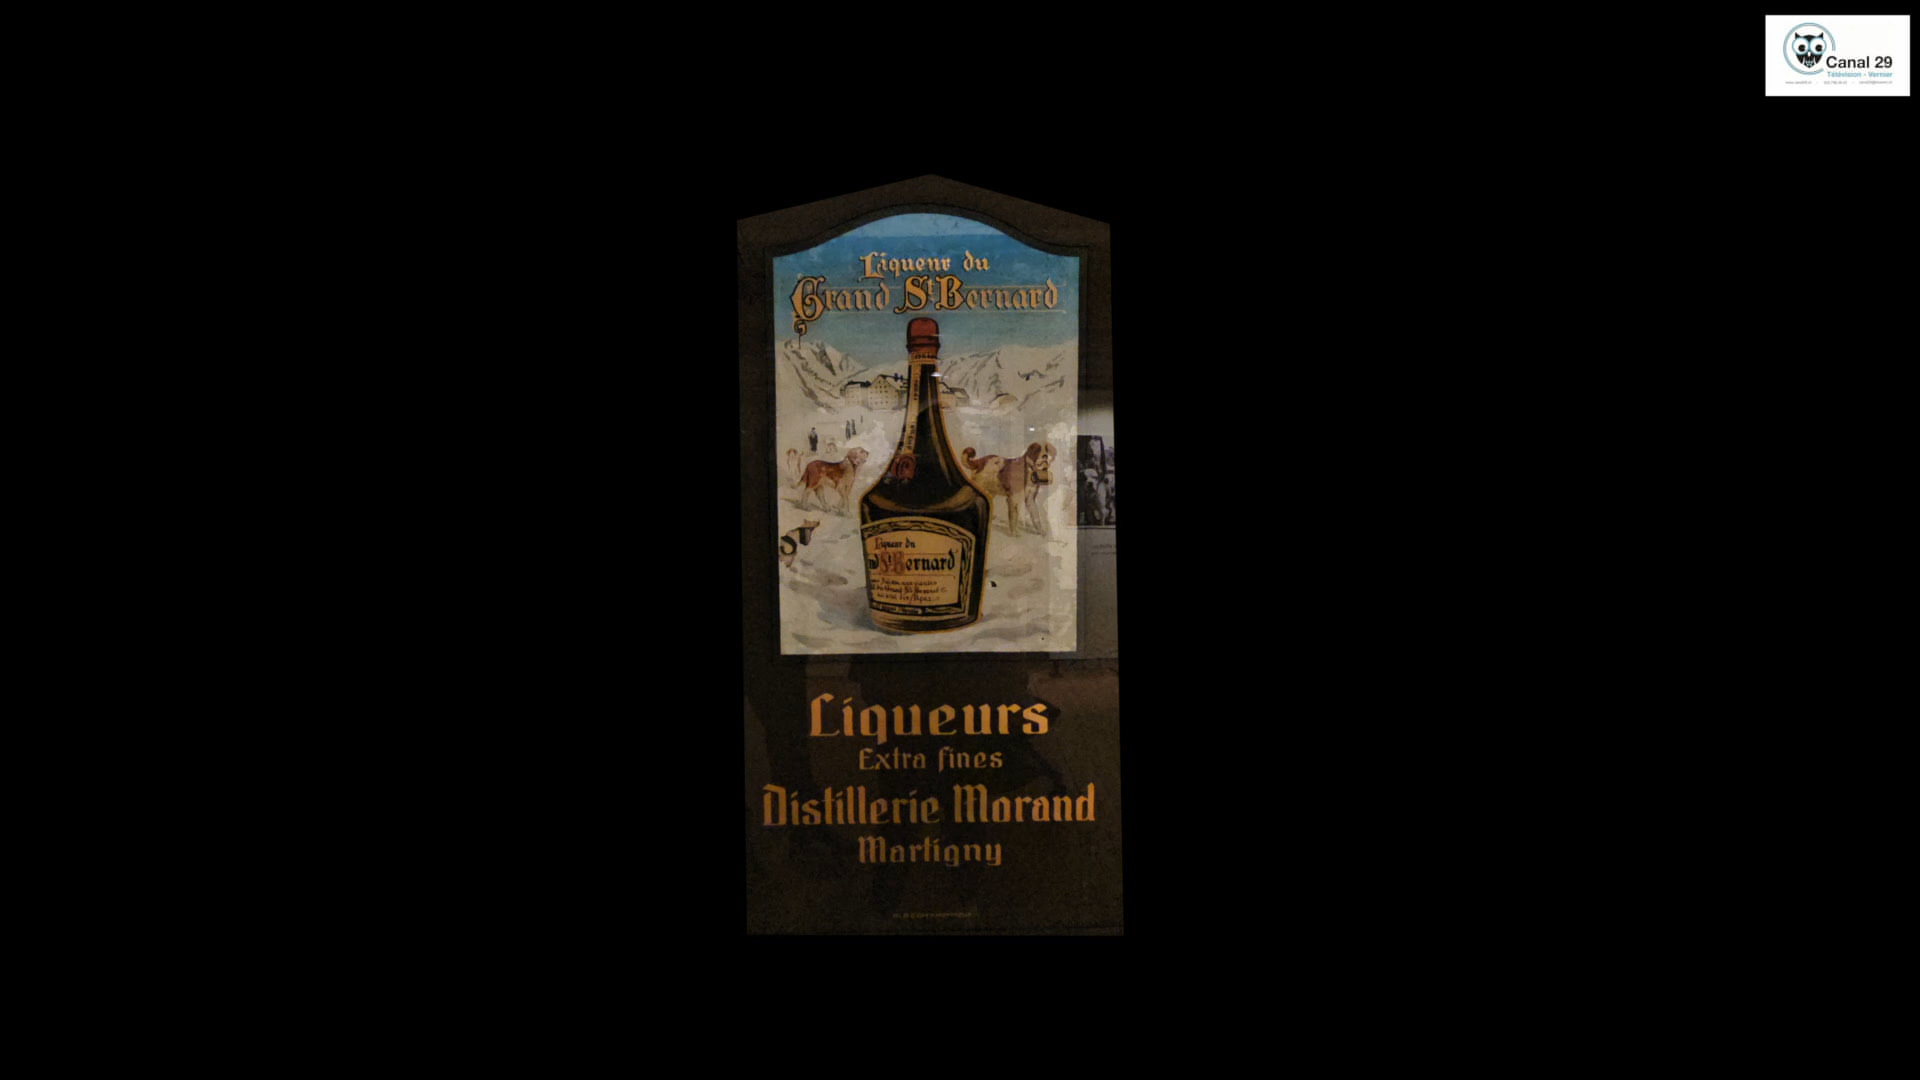 Canal 29
Télévision - Vernier
Liqueur du
Grand St Bernard
Liqueur du
St Bernard
Liqueurs
Extra fines
Distillerie Morand
Martigny